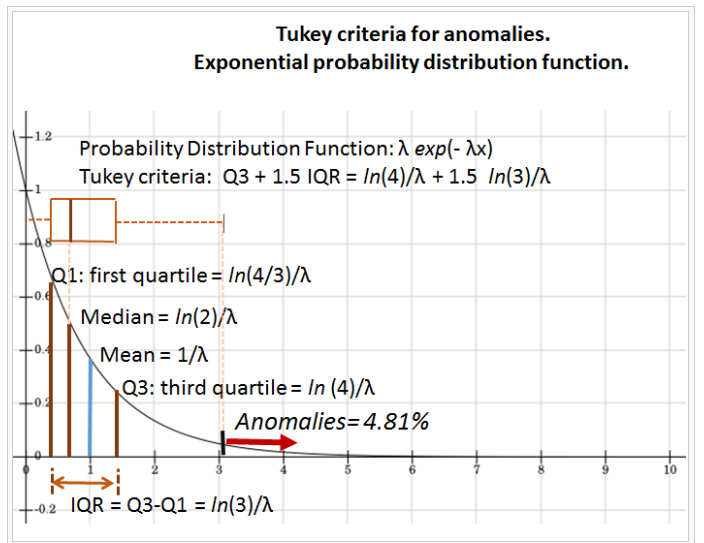 Tukey criteria for anomalies.
Exponential probability distribution function.
1.2
Probability Distribution Function: λ exp(- λx)
Tukey criteria: Q3 + 1.5 IQR = ln(4)/λ + 1.5 ln(3)/λ
1
0.8
Q1: first quartile = ln(4/3)/λ
0.6
Median = ln(2)/λ
0.4
Mean = 1/λ
Q3: third quartile = ln (4)/λ
0.2
Anomalies= 4.81%
0
0 1 2 3 4 5 6 7 8 9 10
-0.2
IQR = Q3-Q1 = ln(3)/λ